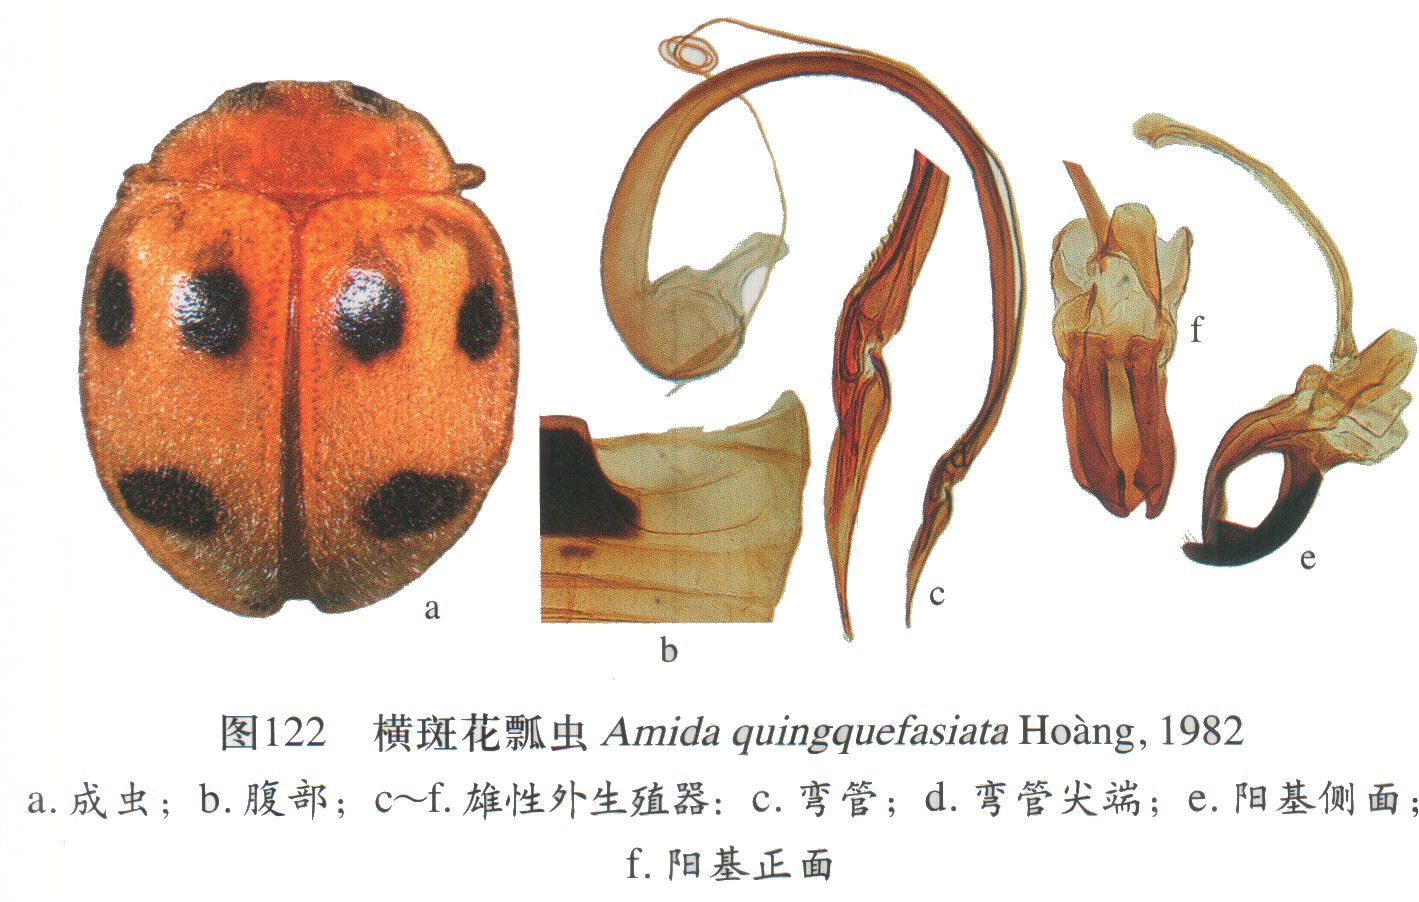 a
b
c
d
e
f
图122 横斑花瓢虫 Amida quingquefasiata Hoàng, 1982
a. 成虫；b. 腹部；c～f. 雄性外生殖器：c. 弯管；d. 弯管尖端；e. 阳基侧面；
f. 阳基正面